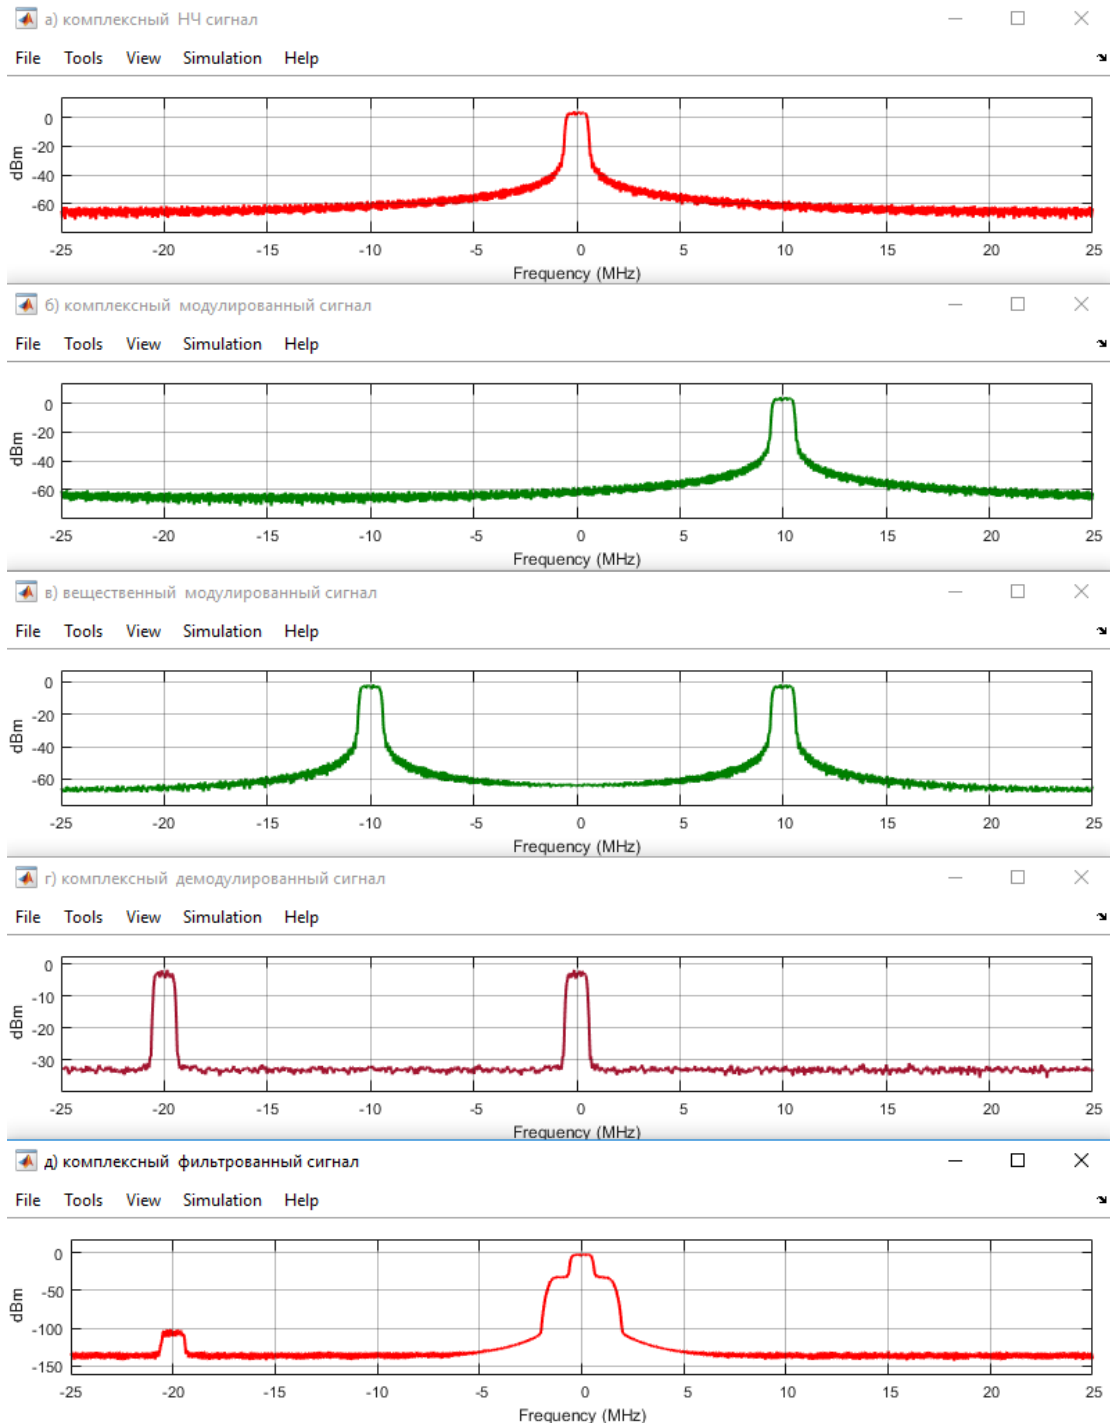 а) комплексный НЧ сигнал
File Tools View Simulation Help
0
-20
-40
-60
dBm
-25 -20 -15 -10 -5 0 5 10 15 20 25
Frequency (MHz)
б) комплексный модулированный сигнал
File Tools View Simulation Help
0
-20
-40
-60
dBm
-25 -20 -15 -10 -5 0 5 10 15 20 25
Frequency (MHz)
в) вещественный модулированный сигнал
File Tools View Simulation Help
0
-20
-40
-60
dBm
-25 -20 -15 -10 -5 0 5 10 15 20 25
Frequency (MHz)
г) комплексный демодулированный сигнал
File Tools View Simulation Help
0
-10
-20
-30
dBm
-25 -20 -15 -10 -5 0 5 10 15 20 25
Frequency (MHz)
д) комплексный фильтрованный сигнал
File Tools View Simulation Help
0
-50
-100
-150
dBm
-25 -20 -15 -10 -5 0 5 10 15 20 25
Frequency (MHz)